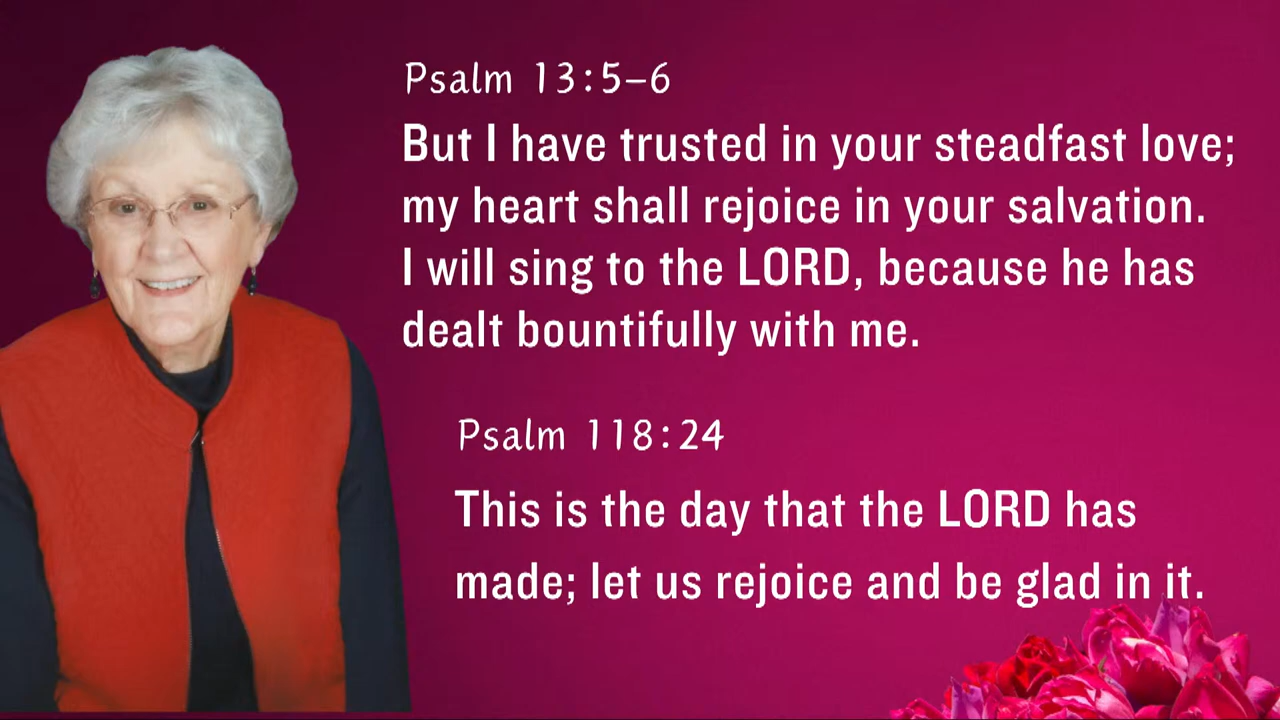 Psalm 13:5–6
But I have trusted in your steadfast love;
my heart shall rejoice in your salvation.
I will sing to the LORD, because he has
dealt bountifully with me.
Psalm 118:24
This is the day that the LORD has
made; let us rejoice and be glad in it.